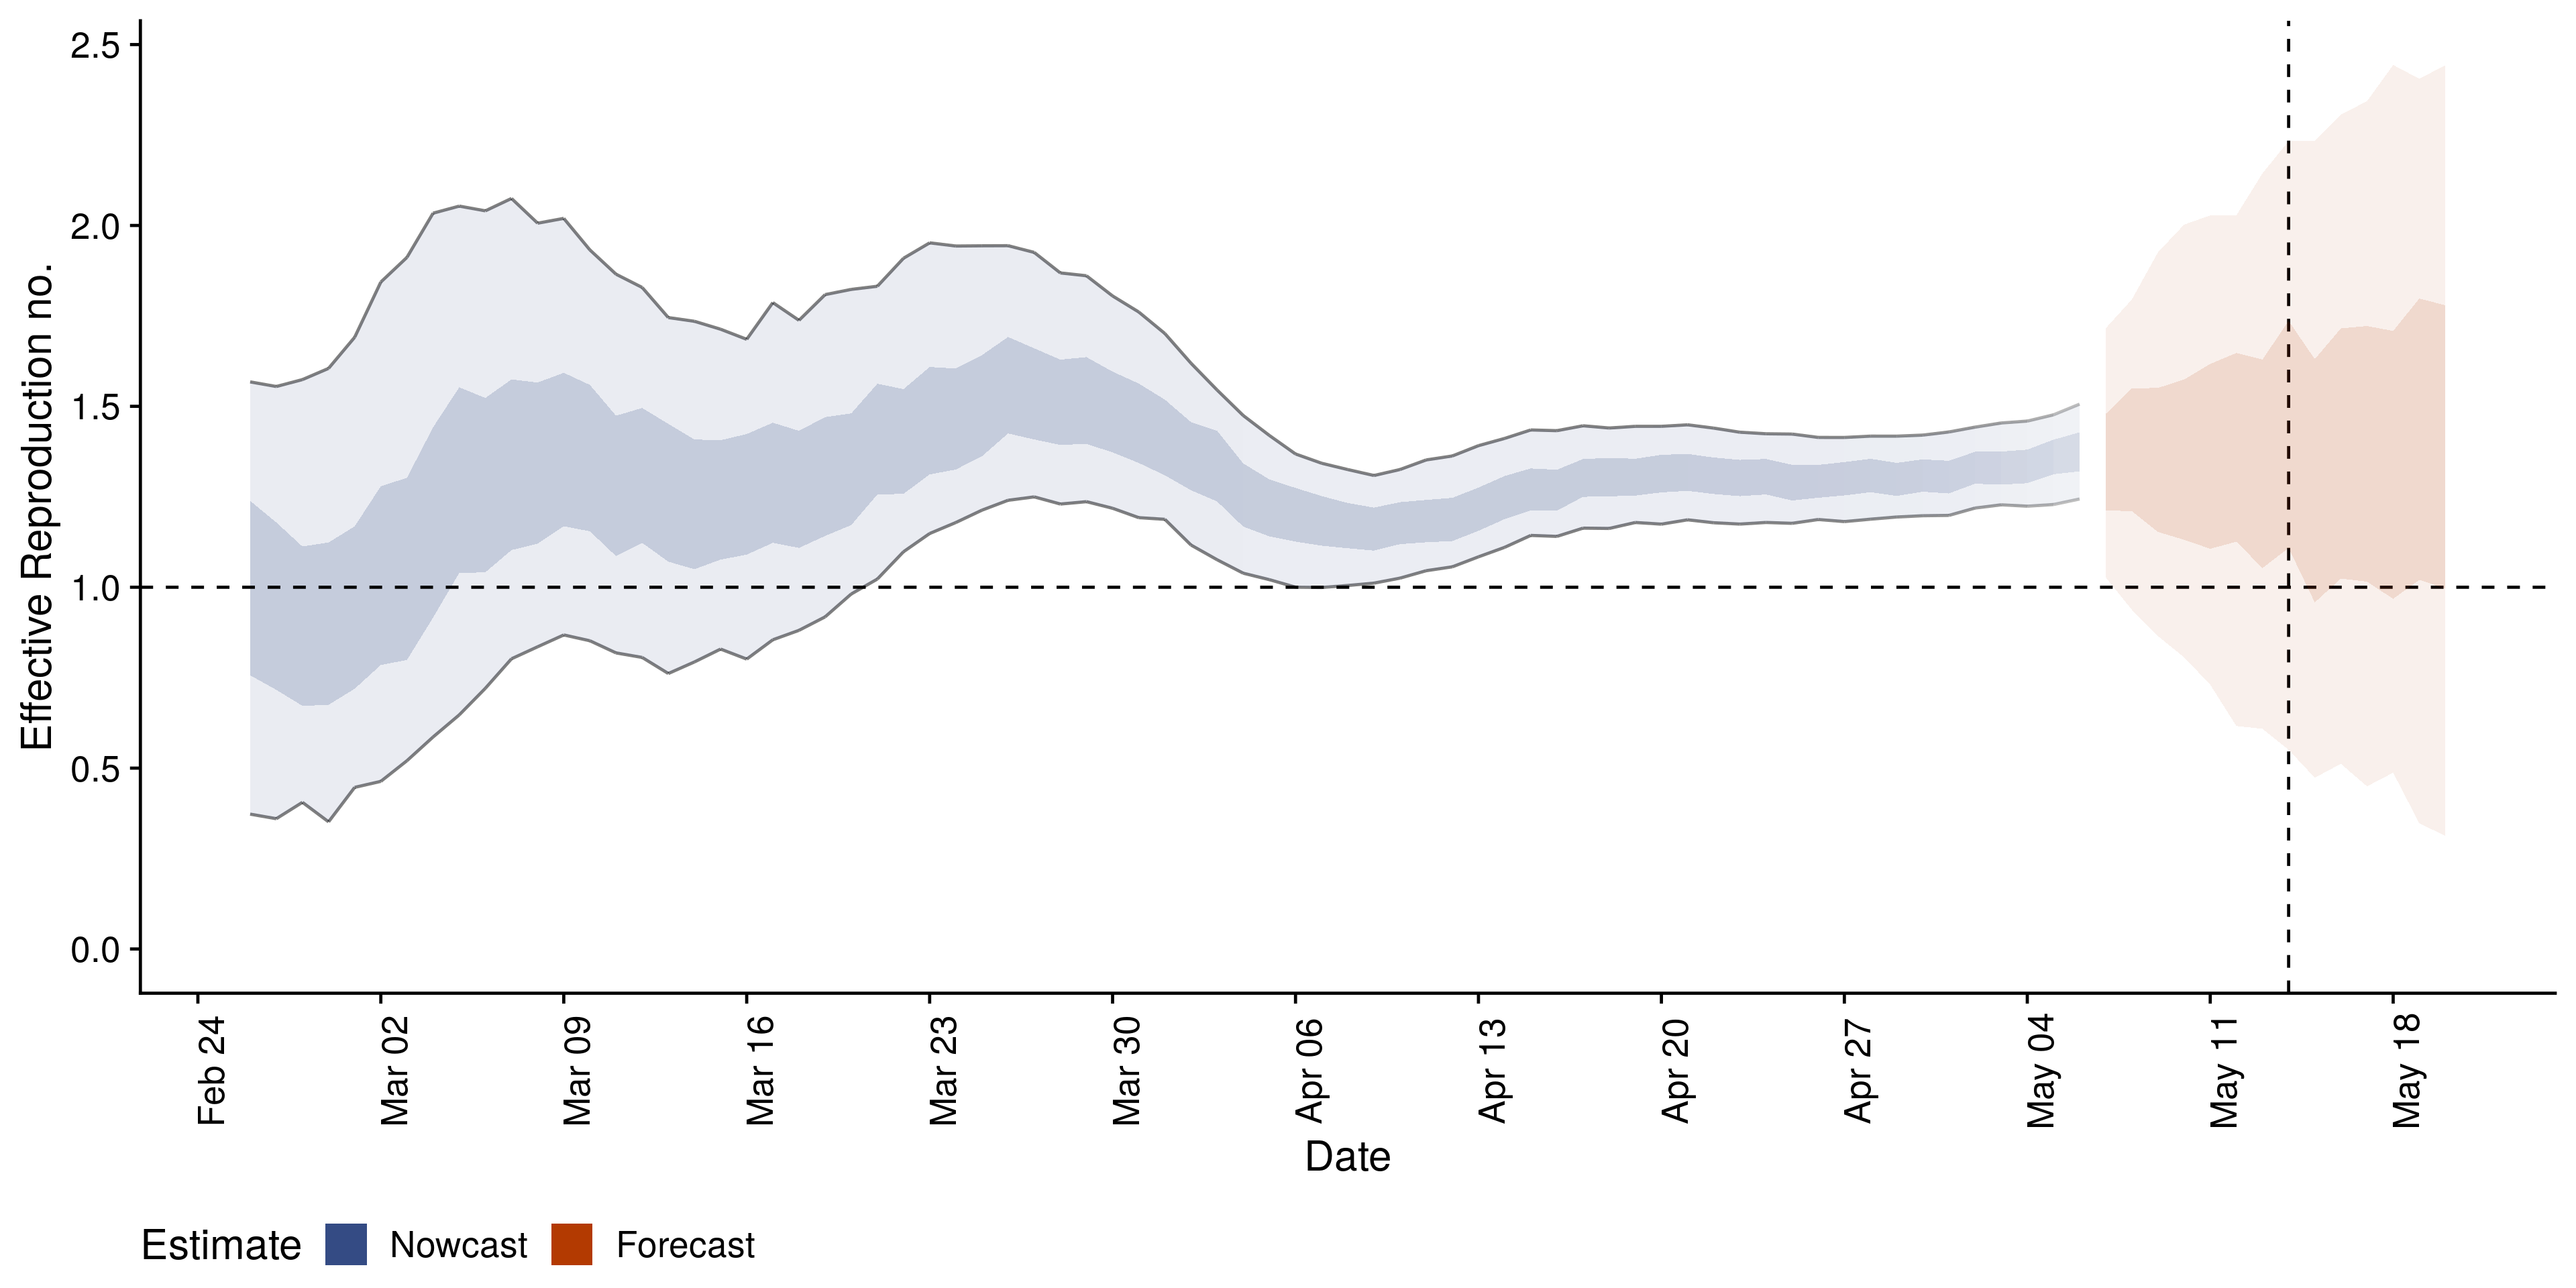 2.5
2.0
1.5
1.0
0.5
0.0
Effective Reproduction no.
Feb 24
Mar 02
Mar 09
Mar 16
Mar 23
Mar 30
Apr 06
Apr 13
Apr 20
Apr 27
May 04
May 11
May 18
Date
Estimate Nowcast Forecast